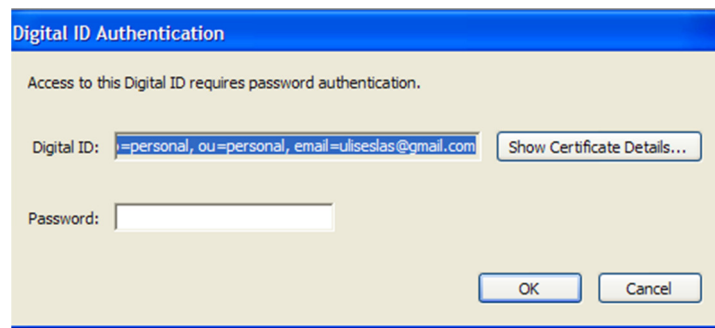 Digital ID Authentication
Access to this Digital ID requires password authentication.
Digital ID: =personal, ou=personal, email=uliseslas@gmail.com Show Certificate Details...
Password:
OK Cancel